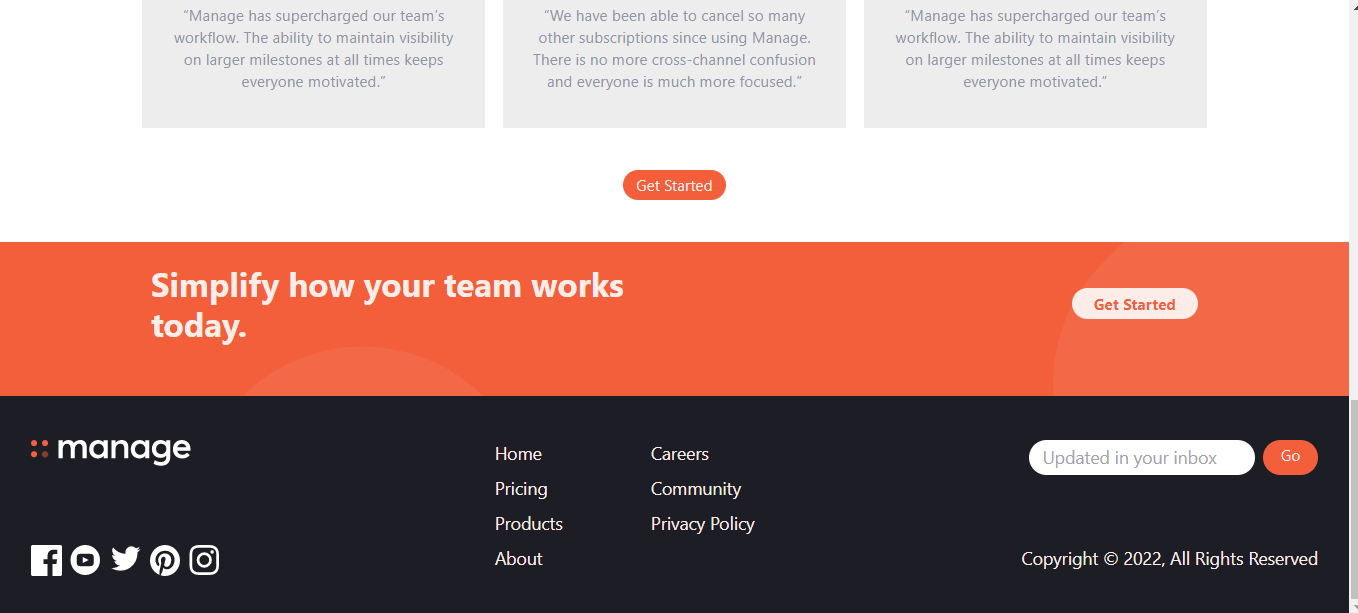 “Manage has supercharged our team’s
workflow. The ability to maintain visibility
on larger milestones at all times keeps
everyone motivated.”
“We have been able to cancel so many
other subscriptions since using Manage.
There is no more cross-channel confusion
and everyone is much more focused.”
“Manage has supercharged our team’s
workflow. The ability to maintain visibility
on larger milestones at all times keeps
everyone motivated.”
Get Started
Simplify how your team works
today.
Get Started
manage
Home
Pricing
Products
About
Careers
Community
Privacy Policy
Updated in your inbox
Go
Copyright © 2022, All Rights Reserved